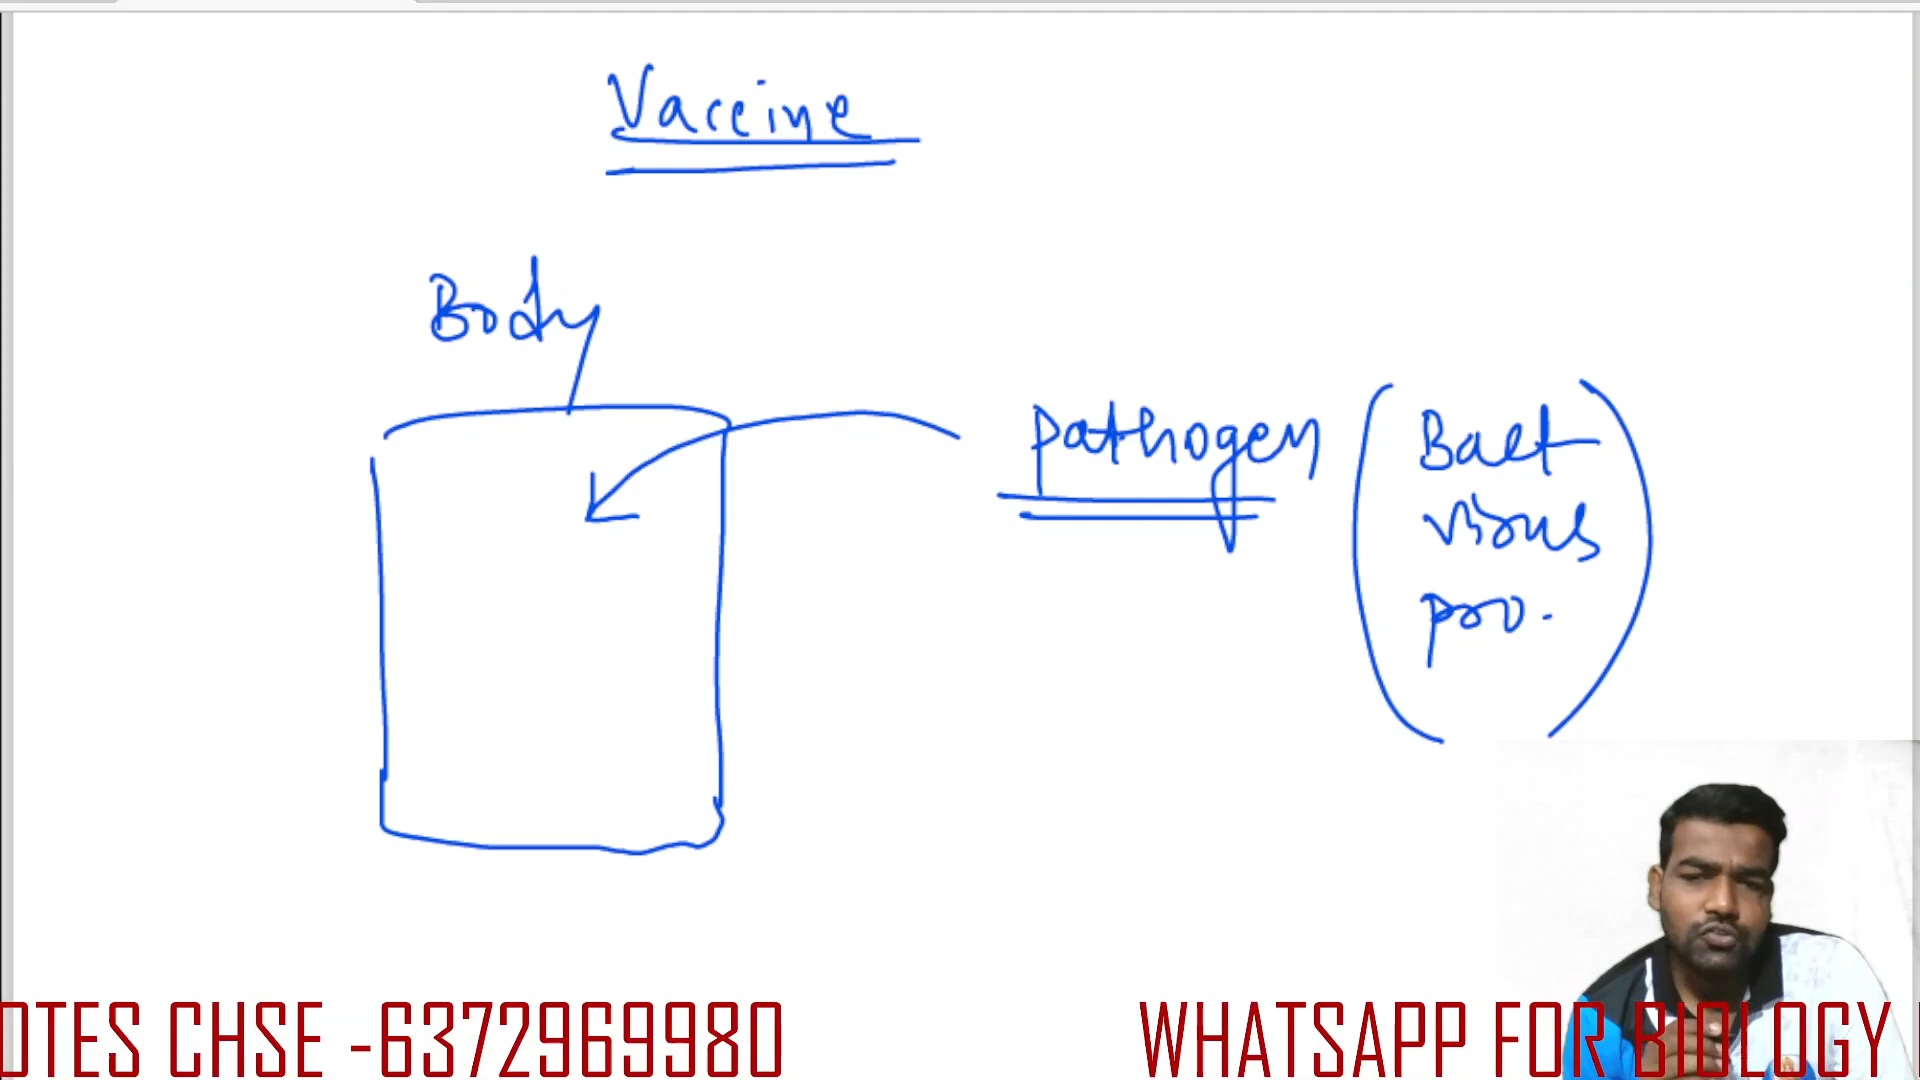 Vaccine
Body
pathogen
Bact
virus
pro.
OTES CHSE -6372969980
WHATSAPP FOR BIOLOGY